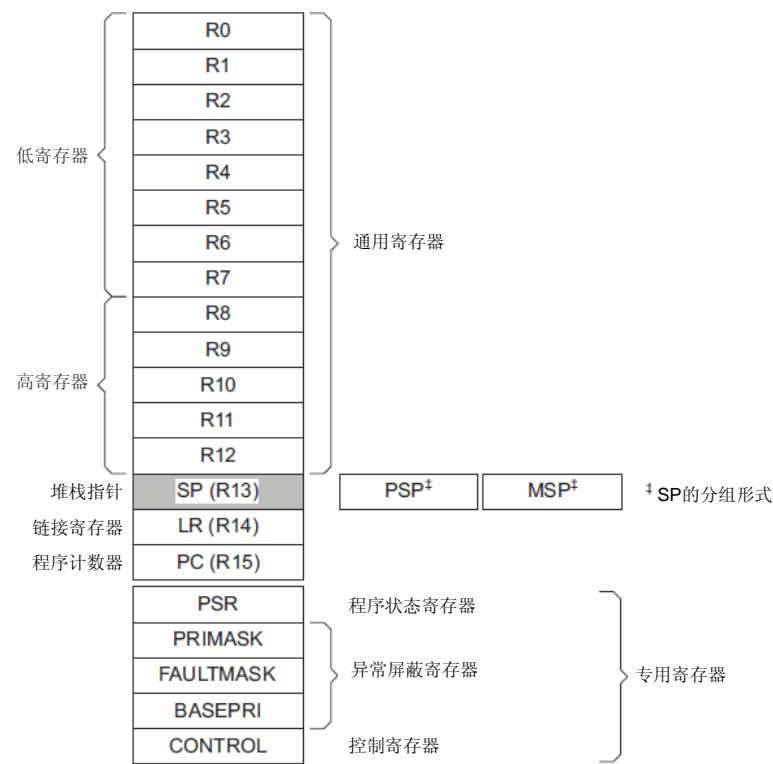 R0
R1
R2
R3
低寄存器
R4
R5
R6
通用寄存器
R7
R8
R9
高寄存器
R10
R11
R12
堆栈指针 SP (R13) PSP‡ MSP‡ ‡ SP的分组形式
链接寄存器 LR (R14)
程序计数器 PC (R15)
PSR 程序状态寄存器
PRIMASK
FAULTMASK 异常屏蔽寄存器 专用寄存器
BASEPRI
CONTROL 控制寄存器